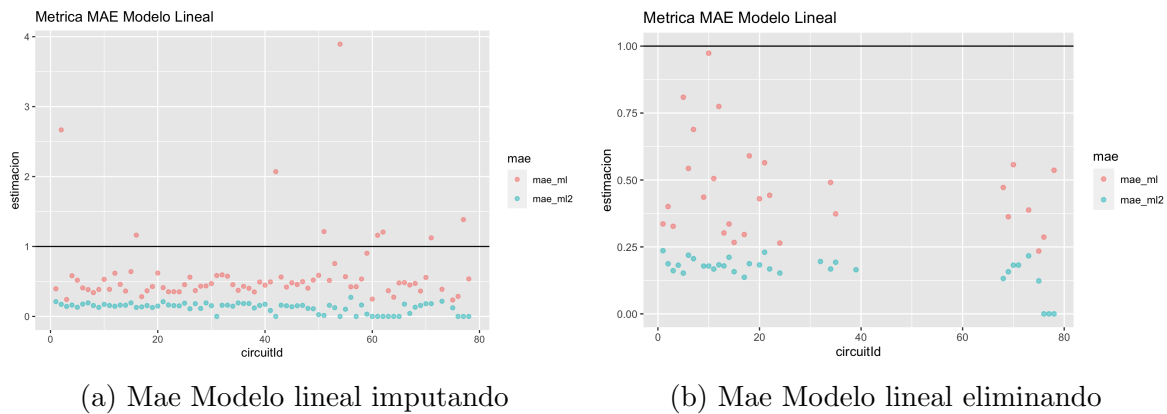 Metrica MAE Modelo Lineal
4
3
2
1
0
estimacion
0
20
40
60
80
circuitId
mae
mae_ml
mae_ml2
(a) Mae Modelo lineal imputando
Metrica MAE Modelo Lineal
1.00
0.75
0.50
0.25
0.00
estimacion
0
20
40
60
80
circuitId
mae
mae_ml
mae_ml2
(b) Mae Modelo lineal eliminando